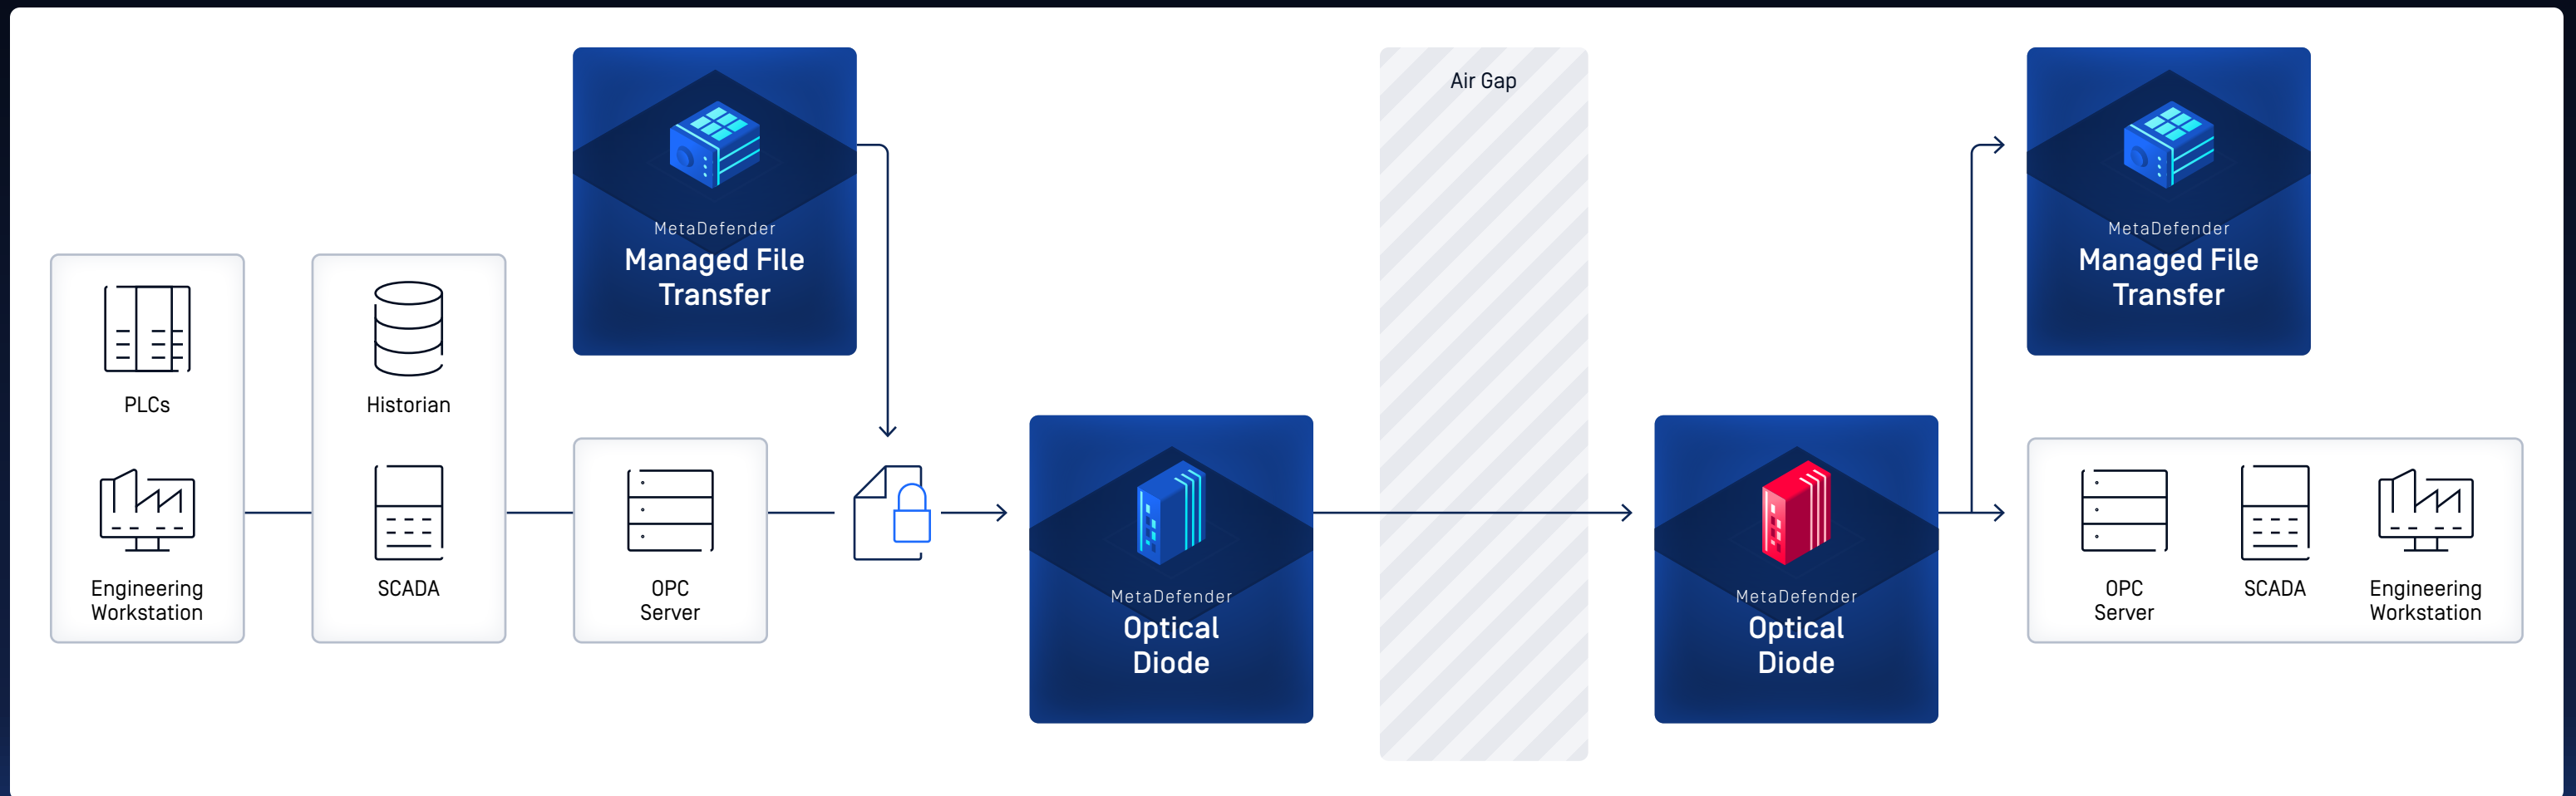 MetaDefender
Managed File
Transfer
Air Gap
MetaDefender
Managed File
Transfer
PLCs
Engineering
Workstation
Historian
SCADA
OPC
Server
MetaDefender
Optical
Diode
MetaDefender
Optical
Diode
OPC
Server
SCADA
Engineering
Workstation